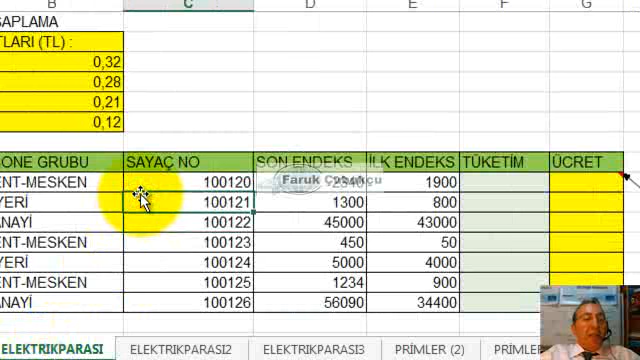 B C D E F G
SAPLAMA
TLARI (TL) :
0,32
0,28
0,21
0,12
ONE GRUBU SAYAÇ NO SON ENDEKS İLK ENDEKS TÜKETİM ÜCRET
ENT-MESKEN 100120 2340 1900
YERİ 100121 1300 800
ANAYİ 100122 45000 43000
ENT-MESKEN 100123 450 50
YERİ 100124 5000 4000
ENT-MESKEN 100125 1234 900
ANAYİ 100126 56090 34400
Faruk Çubukçu
ELEKTRIKPARASI ELEKTRIKPARASI2 ELEKTRIKPARASI3 PRİMLER (2) PRİMLER